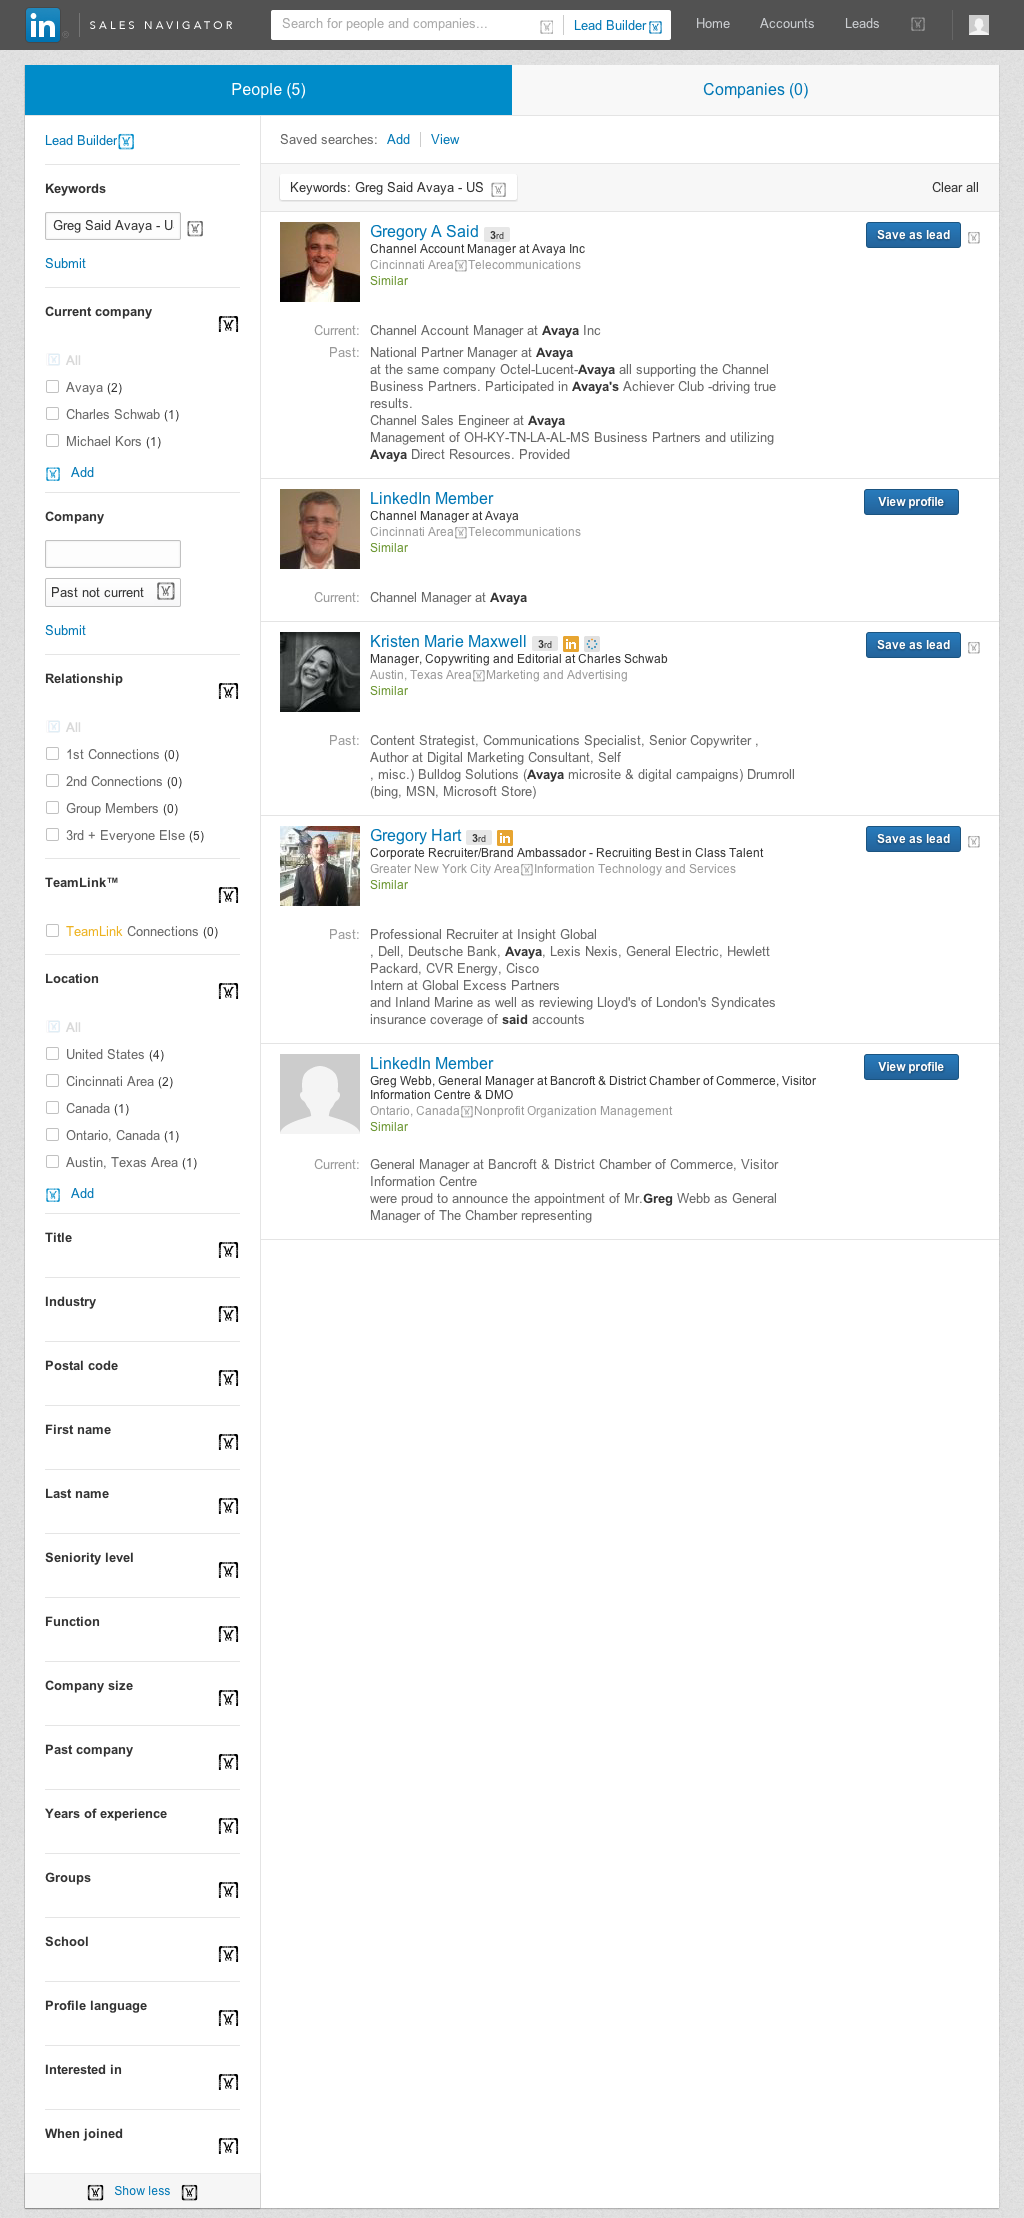 in SALES NAVIGATOR
Search for people and companies...
Lead Builder
Home
Accounts
Leads
People (5)
Companies (0)
Lead Builder
Keywords
Greg Said Avaya - U
Submit
Current company
All
Avaya (2)
Charles Schwab (1)
Michael Kors (1)
Add
Company
Past not current
Submit
Relationship
All
1st Connections (0)
2nd Connections (0)
Group Members (0)
3rd + Everyone Else (5)
TeamLink™
TeamLink Connections (0)
Location
All
United States (4)
Cincinnati Area (2)
Canada (1)
Ontario, Canada (1)
Austin, Texas Area (1)
Add
Title
Industry
Postal code
First name
Last name
Seniority level
Function
Company size
Past company
Years of experience
Groups
School
Profile language
Interested in
When joined
Show less
Saved searches: Add View
Keywords: Greg Said Avaya - US
Clear all
Gregory A Said 3rd
Save as lead
Channel Account Manager at Avaya Inc
Cincinnati Area Telecommunications
Similar
Current: Channel Account Manager at Avaya Inc
Past: National Partner Manager at Avaya
at the same company Octel-Lucent-Avaya all supporting the Channel
Business Partners. Participated in Avaya's Achiever Club -driving true
results.
Channel Sales Engineer at Avaya
Management of OH-KY-TN-LA-AL-MS Business Partners and utilizing
Avaya Direct Resources. Provided
LinkedIn Member
View profile
Channel Manager at Avaya
Cincinnati Area Telecommunications
Similar
Current: Channel Manager at Avaya
Kristen Marie Maxwell 3rd in
Save as lead
Manager, Copywriting and Editorial at Charles Schwab
Austin, Texas Area Marketing and Advertising
Similar
Past: Content Strategist, Communications Specialist, Senior Copywriter ,
Author at Digital Marketing Consultant, Self
, misc.) Bulldog Solutions (Avaya microsite & digital campaigns) Drumroll
(bing, MSN, Microsoft Store)
Gregory Hart 3rd in
Save as lead
Corporate Recruiter/Brand Ambassador - Recruiting Best in Class Talent
Greater New York City Area Information Technology and Services
Similar
Past: Professional Recruiter at Insight Global
, Dell, Deutsche Bank, Avaya, Lexis Nexis, General Electric, Hewlett
Packard, CVR Energy, Cisco
Intern at Global Excess Partners
and Inland Marine as well as reviewing Lloyd's of London's Syndicates
insurance coverage of said accounts
LinkedIn Member
View profile
Greg Webb, General Manager at Bancroft & District Chamber of Commerce, Visitor
Information Centre & DMO
Ontario, Canada Nonprofit Organization Management
Similar
Current: General Manager at Bancroft & District Chamber of Commerce, Visitor
Information Centre
were proud to announce the appointment of Mr.Greg Webb as General
Manager of The Chamber representing